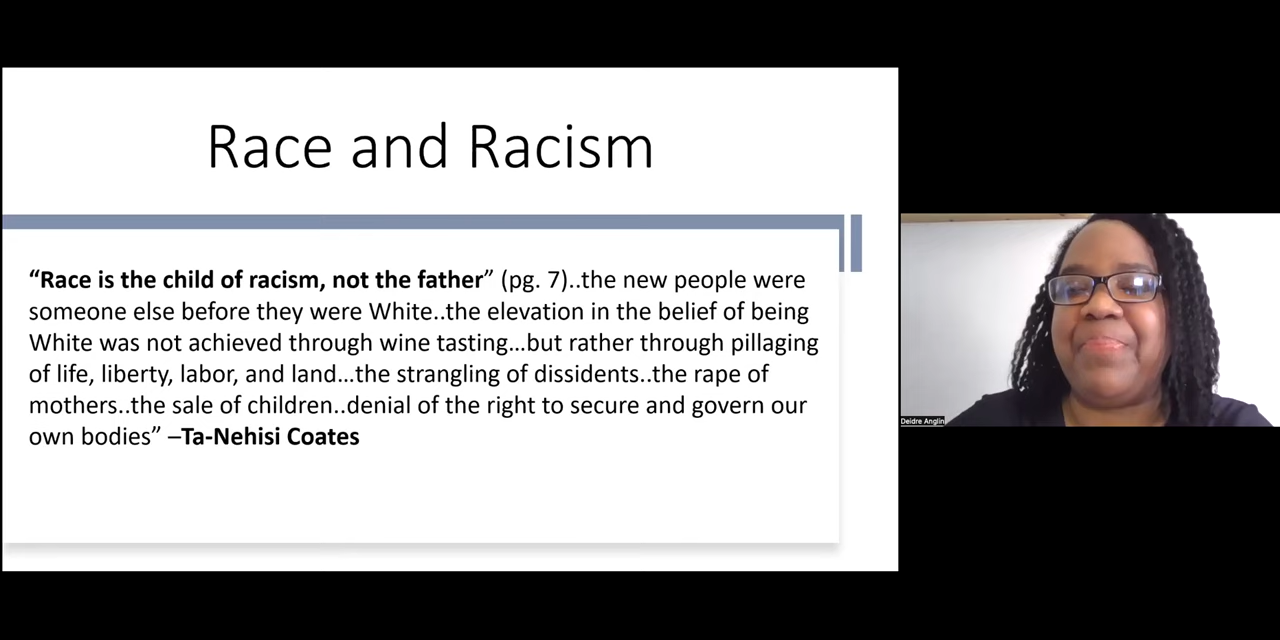 Race and Racism
“Race is the child of racism, not the father” (pg. 7)..the new people were
someone else before they were White..the elevation in the belief of being
White was not achieved through wine tasting…but rather through pillaging
of life, liberty, labor, and land…the strangling of dissidents..the rape of
mothers..the sale of children..denial of the right to secure and govern our
own bodies” –Ta-Nehisi Coates
Deidre Anglin